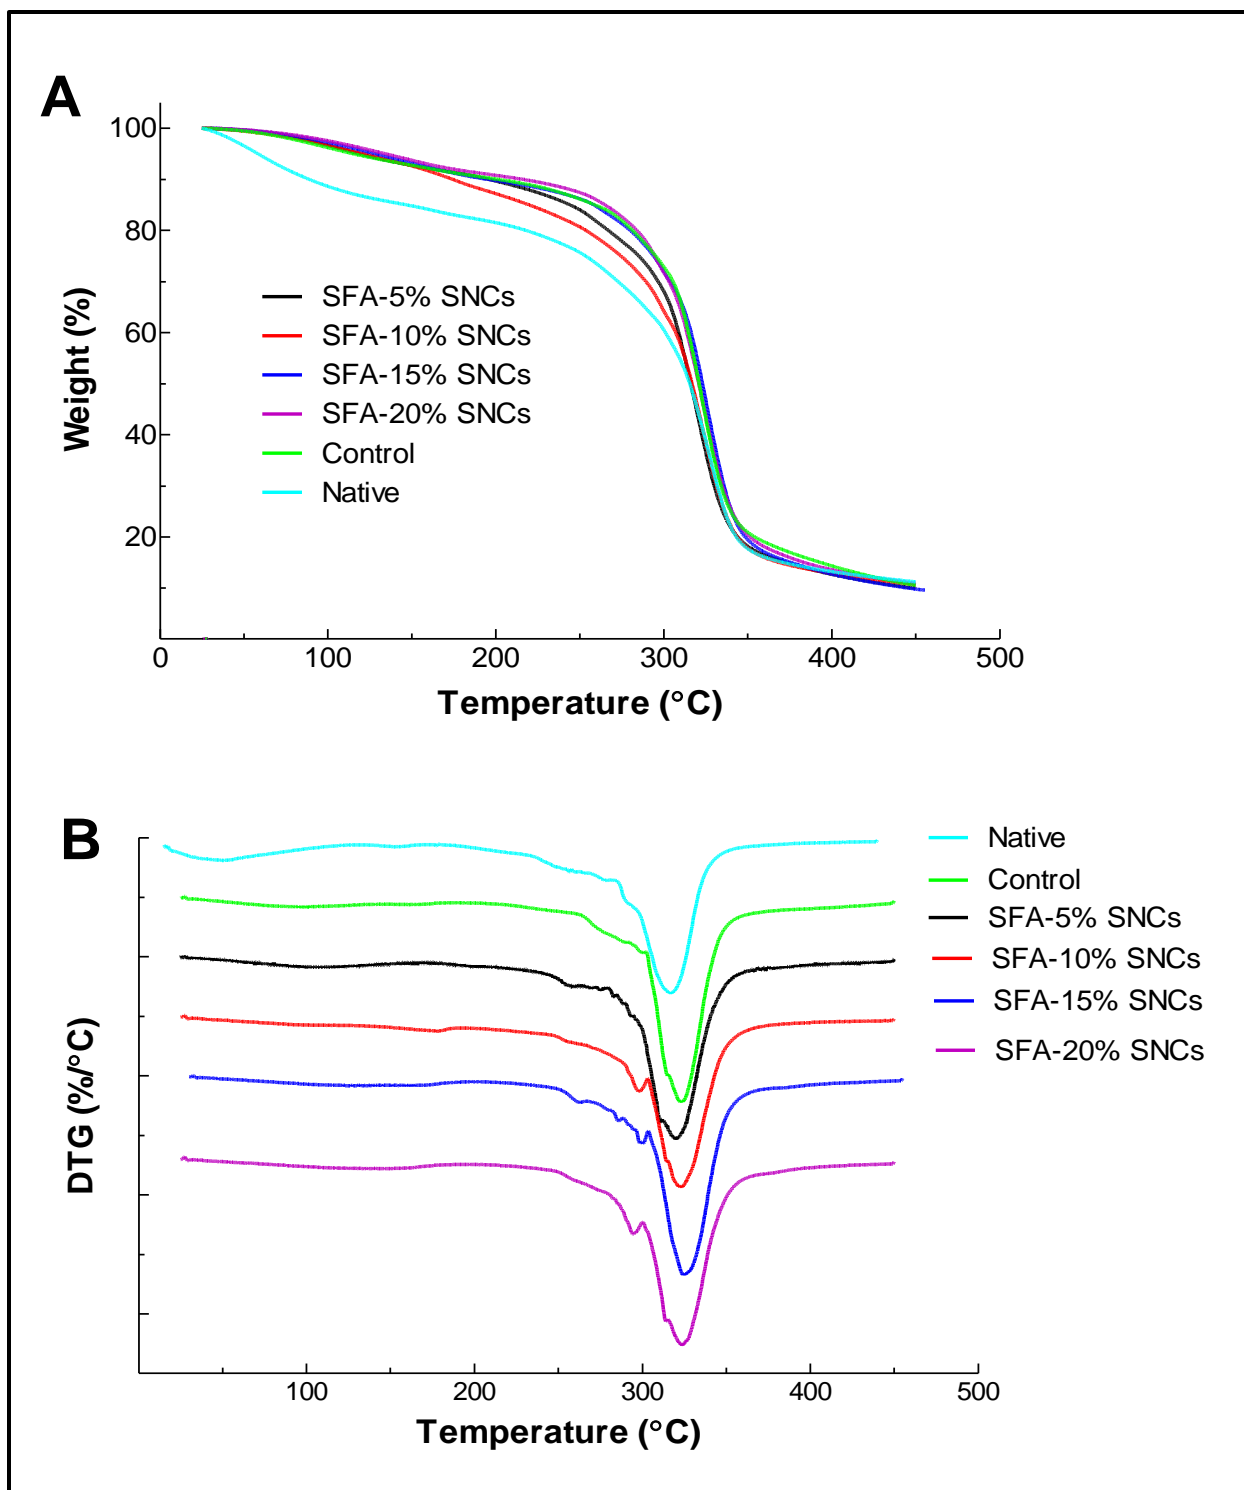 A
100
80
60
40
20
Weight (%)
SFA-5% SNCs
SFA-10% SNCs
SFA-15% SNCs
SFA-20% SNCs
Control
Native
0 100 200 300 400 500
Temperature (°C)
B
DTG (%/°C)
Native
Control
SFA-5% SNCs
SFA-10% SNCs
SFA-15% SNCs
SFA-20% SNCs
100 200 300 400 500
Temperature (°C)